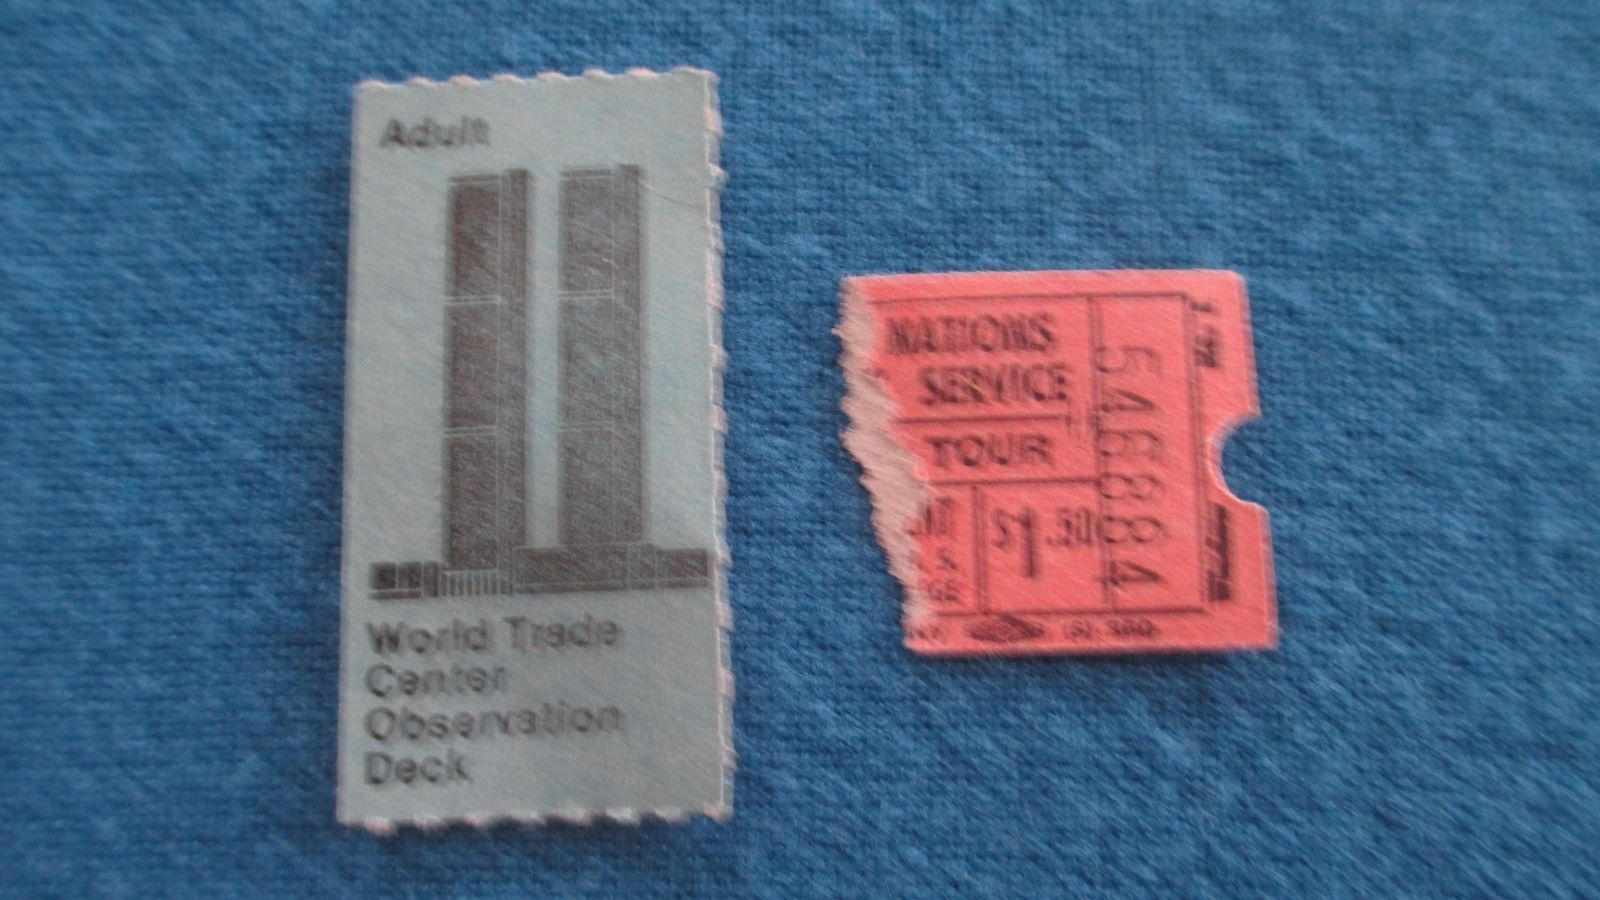 Adult
World Trade
Center
Observation
Deck
NATIONS
SERVICE
TOUR
$1.50
546884